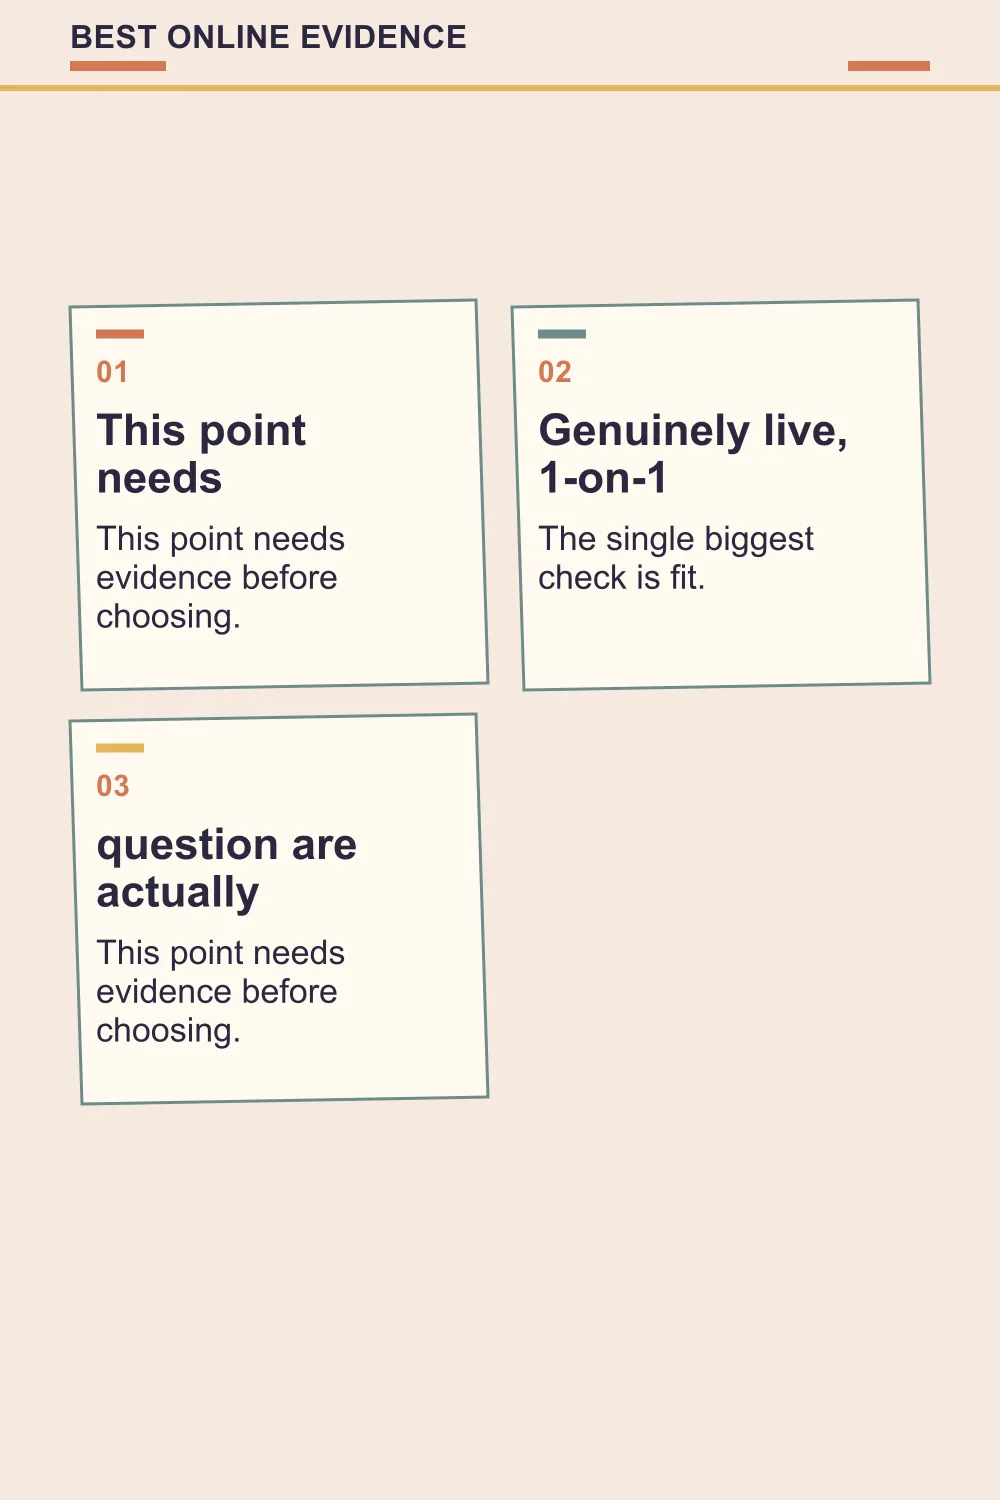 BEST ONLINE EVIDENCE
01
This point
needs
This point needs
evidence before
choosing.
02
Genuinely live,
1-on-1
The single biggest
check is fit.
03
question are
actually
This point needs
evidence before
choosing.